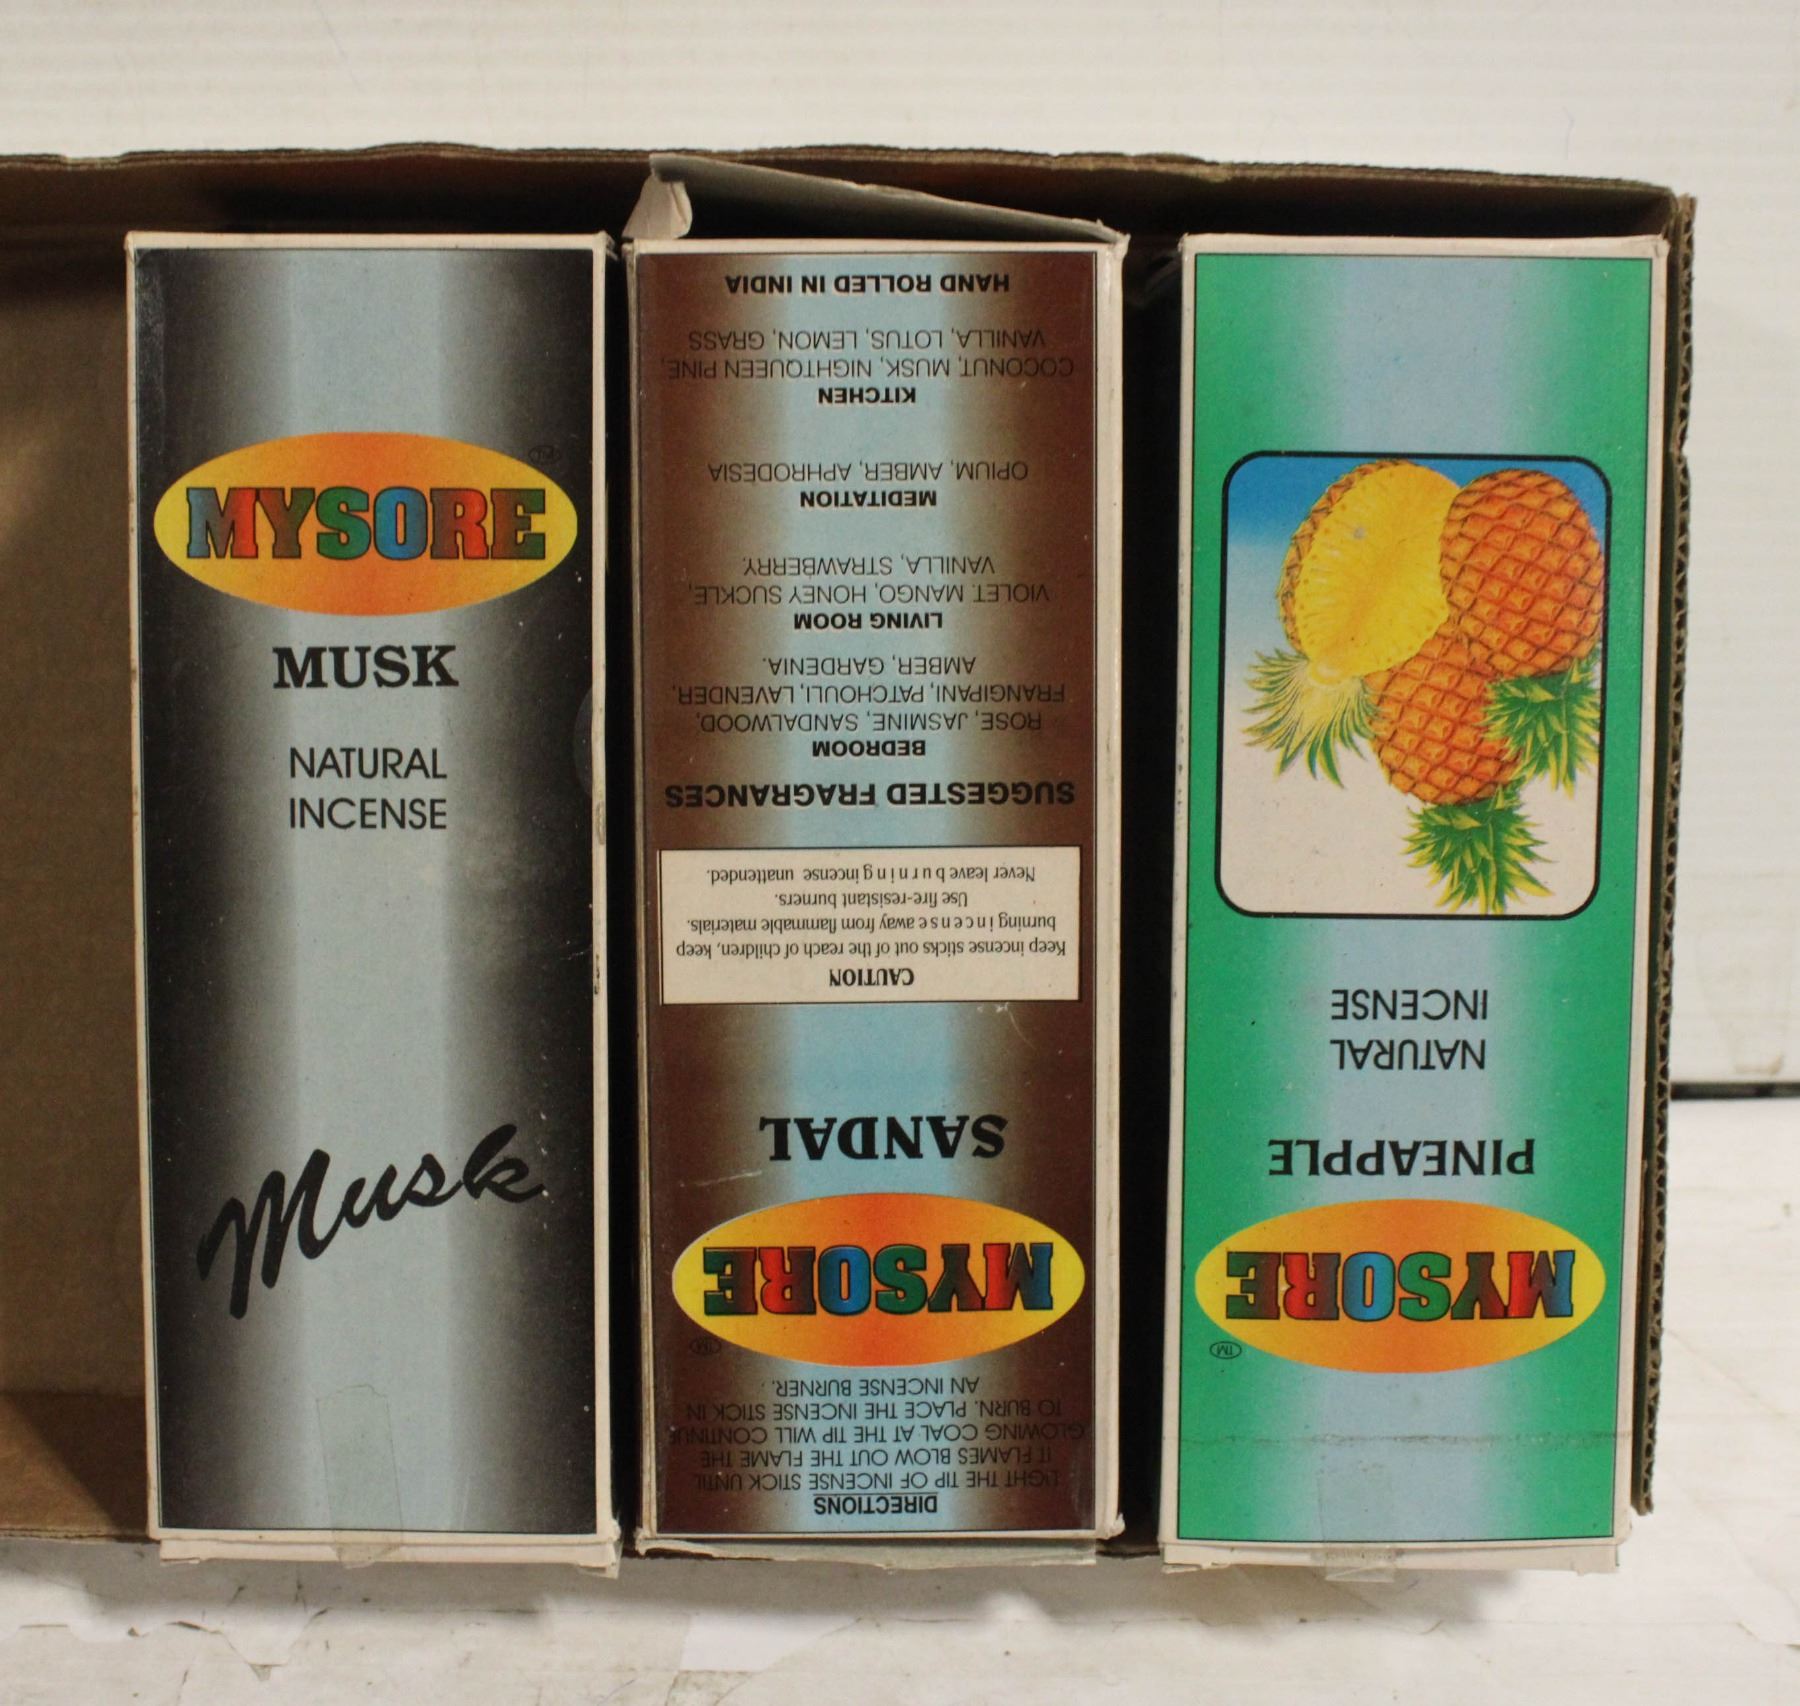 MYSORE
TM
MUSK
NATURAL
INCENSE
Musk
DIRECTIONS
LIGHT THE TIP OF INCENSE STICK UNTIL
IT FLAMES BLOW OUT THE FLAME THE
GLOWING COAL AT THE TIP WILL CONTINUE
TO BURN. PLACE THE INCENSE STICK IN
AN INCENSE BURNER.
TM
MYSORE
SANDAL
CAUTION
Keep incense sticks out of the reach of children, keep
burning incense away from flammable materials.
Use fire-resistant burners.
Never leave burning incense unattended.
SUGGESTED FRAGRANCES
BEDROOM
ROSE, JASMINE, SANDALWOOD,
FRANGIPANI, PATCHOULI, LAVENDER,
AMBER, GARDENIA.
LIVING ROOM
VIOLET. MANGO, HONEY SUCKLE,
VANILLA, STRAWBERRY.
MEDITATION
OPIUM, AMBER, APHRODESIA
KITCHEN
COCONUT, MUSK, NIGHTQUEEN PINE,
VANILLA, LOTUS, LEMON, GRASS
HAND ROLLED IN INDIA
TM
MYSORE
PINEAPPLE
NATURAL
INCENSE